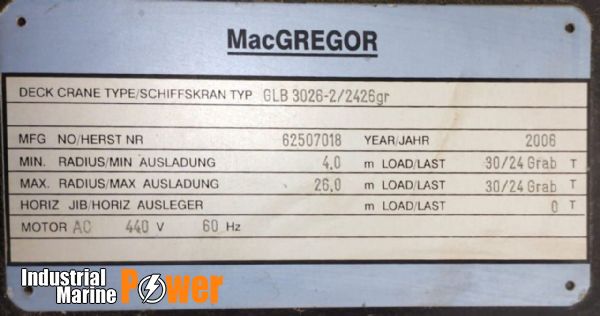 MacGREGOR
DECK CRANE TYPE/SCHIFFSKRAN TYP GLB 3026-2/2426gr
MFG NO/HERST NR 62507018 YEAR/JAHR 2006
MIN. RADIUS/MIN AUSLADUNG 4.0 m LOAD/LAST 30/24 Grab T
MAX. RADIUS/MAX AUSLADUNG 26.0 m LOAD/LAST 30/24 Grab T
HORIZ JIB/HORIZ AUSLEGER m LOAD/LAST 0 T
MOTOR AC 440 V 60 Hz
Industrial
Marine Power